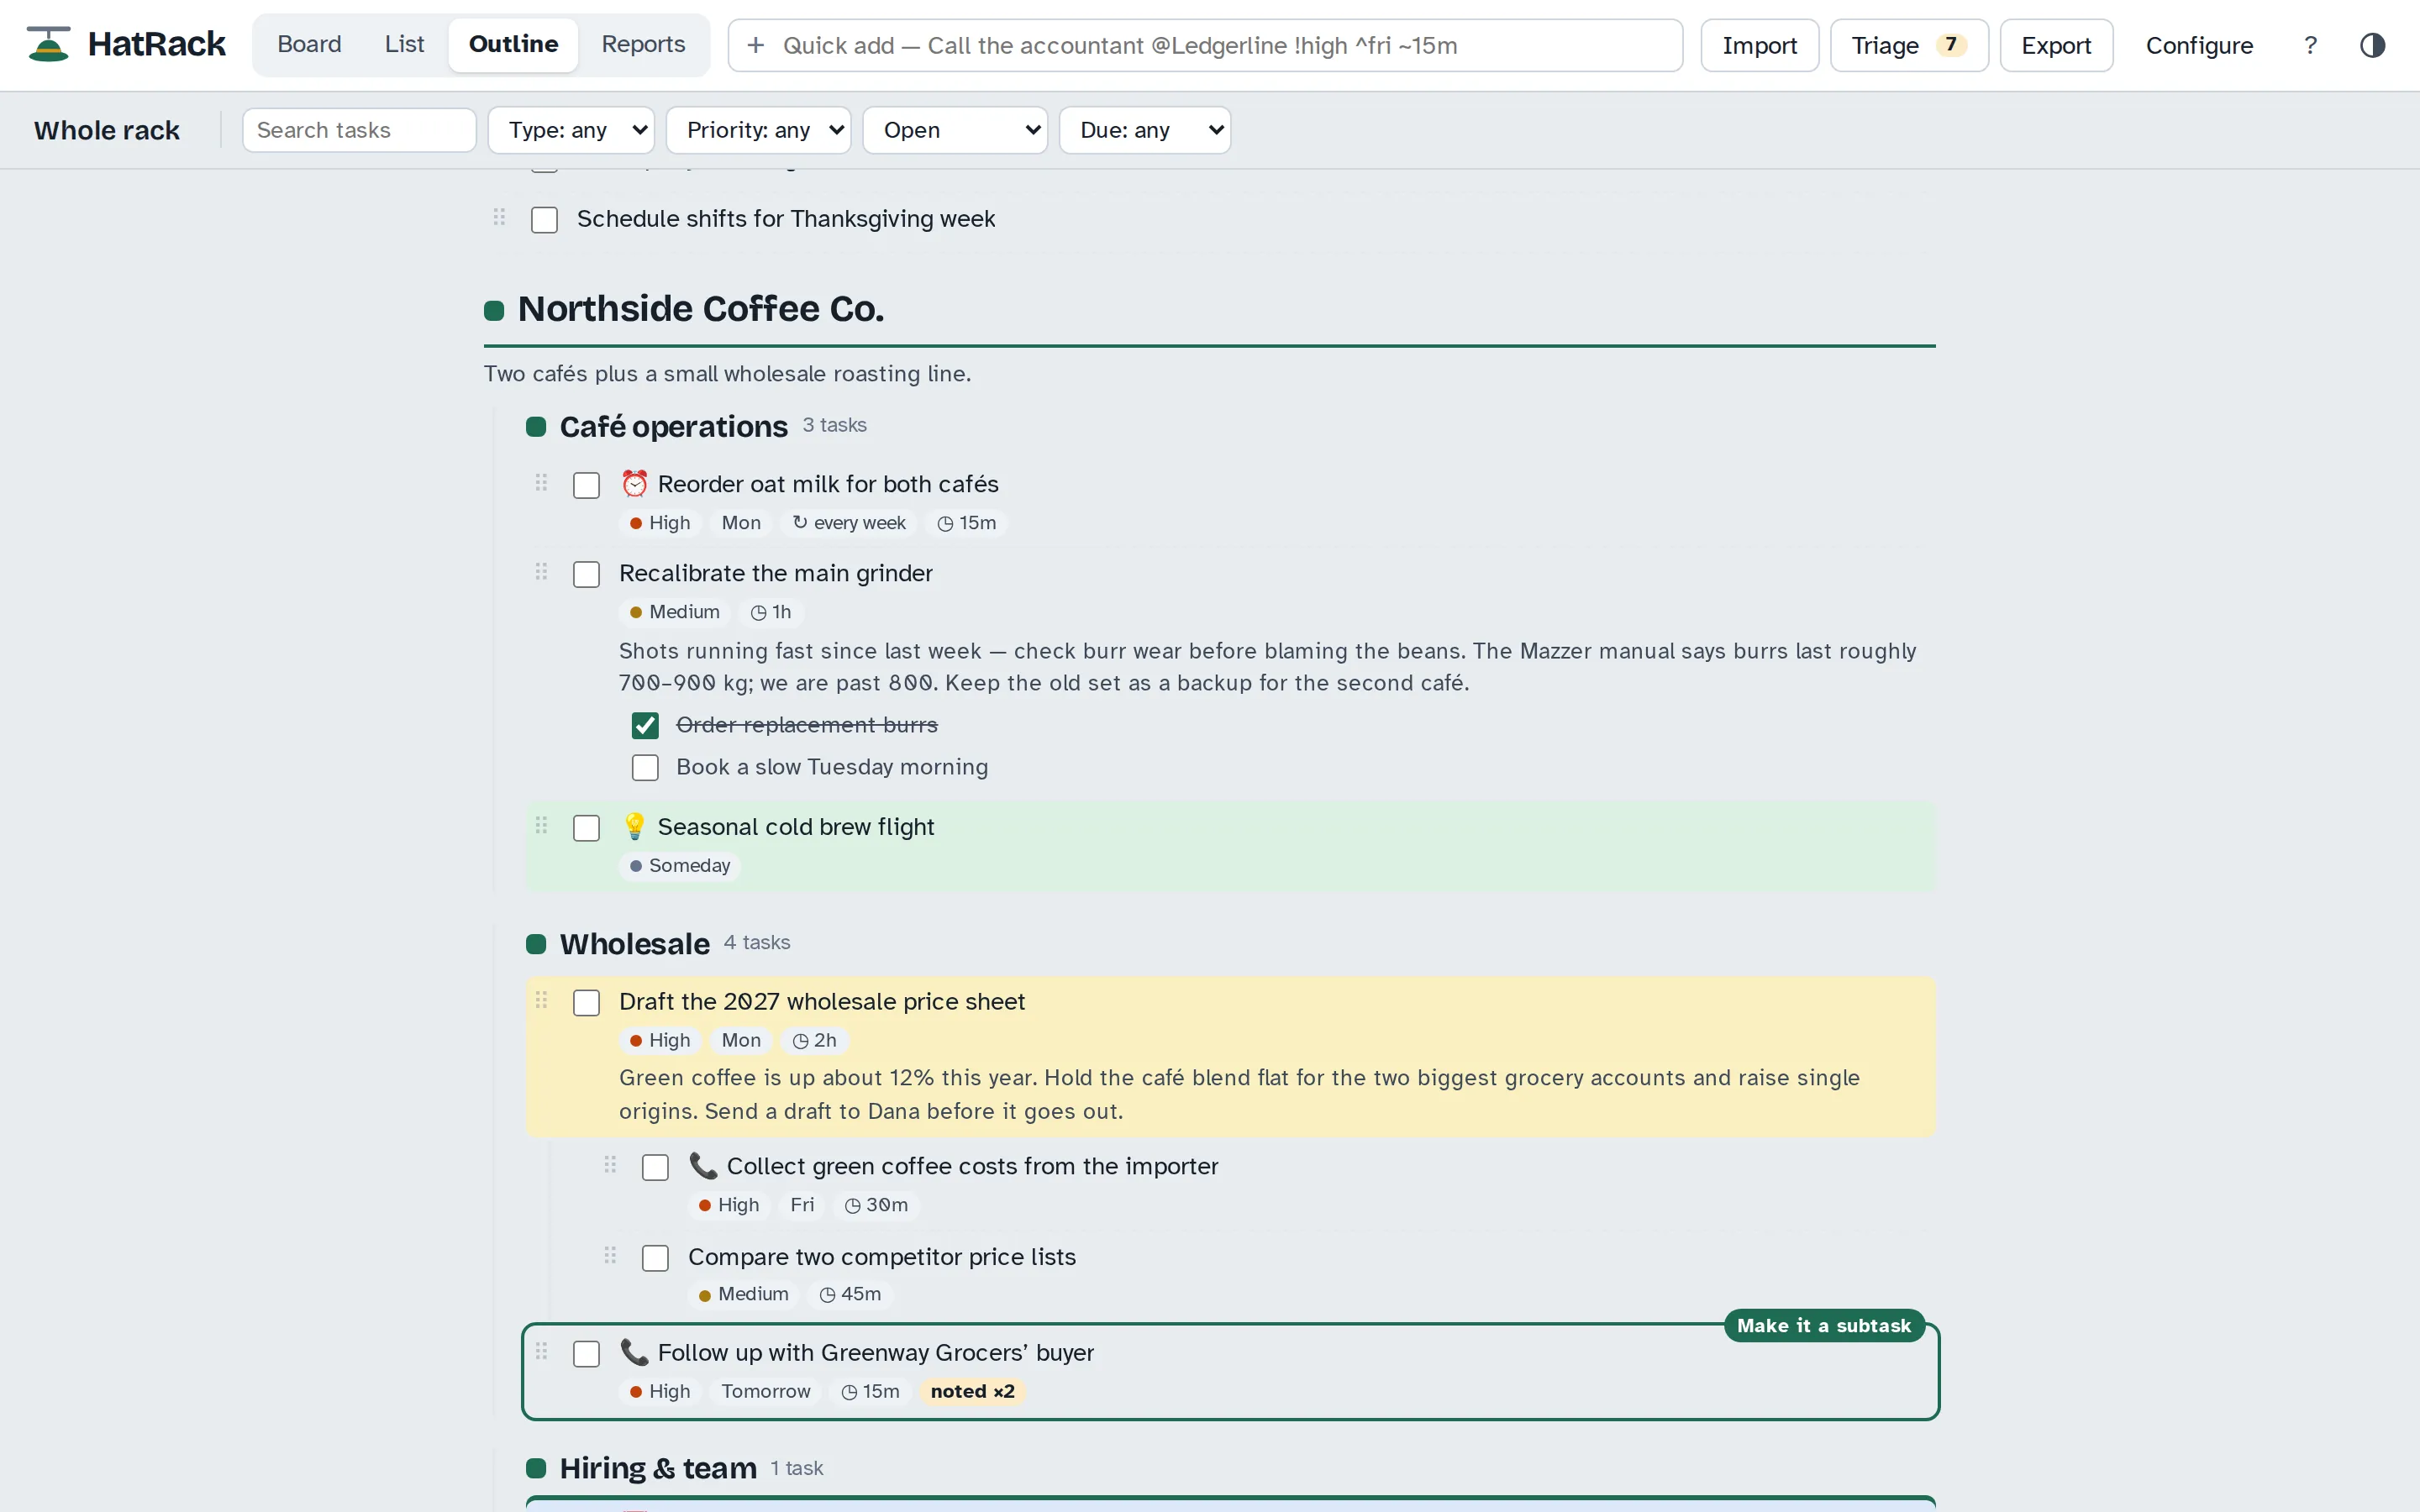 HatRack
Board
List
Outline
Reports
+ Quick add — Call the accountant @Ledgerline !high ^fri ~15m
Import
Triage 7
Export
Configure
?
Whole rack
Search tasks
Type: any
Priority: any
Open
Due: any
Schedule shifts for Thanksgiving week
Northside Coffee Co.
Two cafés plus a small wholesale roasting line.
Café operations 3 tasks
⏰ Reorder oat milk for both cafés
High Mon ↻ every week ◷ 15m
Recalibrate the main grinder
Medium ◷ 1h
Shots running fast since last week — check burr wear before blaming the beans. The Mazzer manual says burrs last roughly
700–900 kg; we are past 800. Keep the old set as a backup for the second café.
Order replacement burrs
Book a slow Tuesday morning
💡 Seasonal cold brew flight
Someday
Wholesale 4 tasks
Draft the 2027 wholesale price sheet
High Mon ◷ 2h
Green coffee is up about 12% this year. Hold the café blend flat for the two biggest grocery accounts and raise single
origins. Send a draft to Dana before it goes out.
📞 Collect green coffee costs from the importer
High Fri ◷ 30m
Compare two competitor price lists
Medium ◷ 45m
Make it a subtask
📞 Follow up with Greenway Grocers’ buyer
High Tomorrow ◷ 15m noted ×2
Hiring & team 1 task